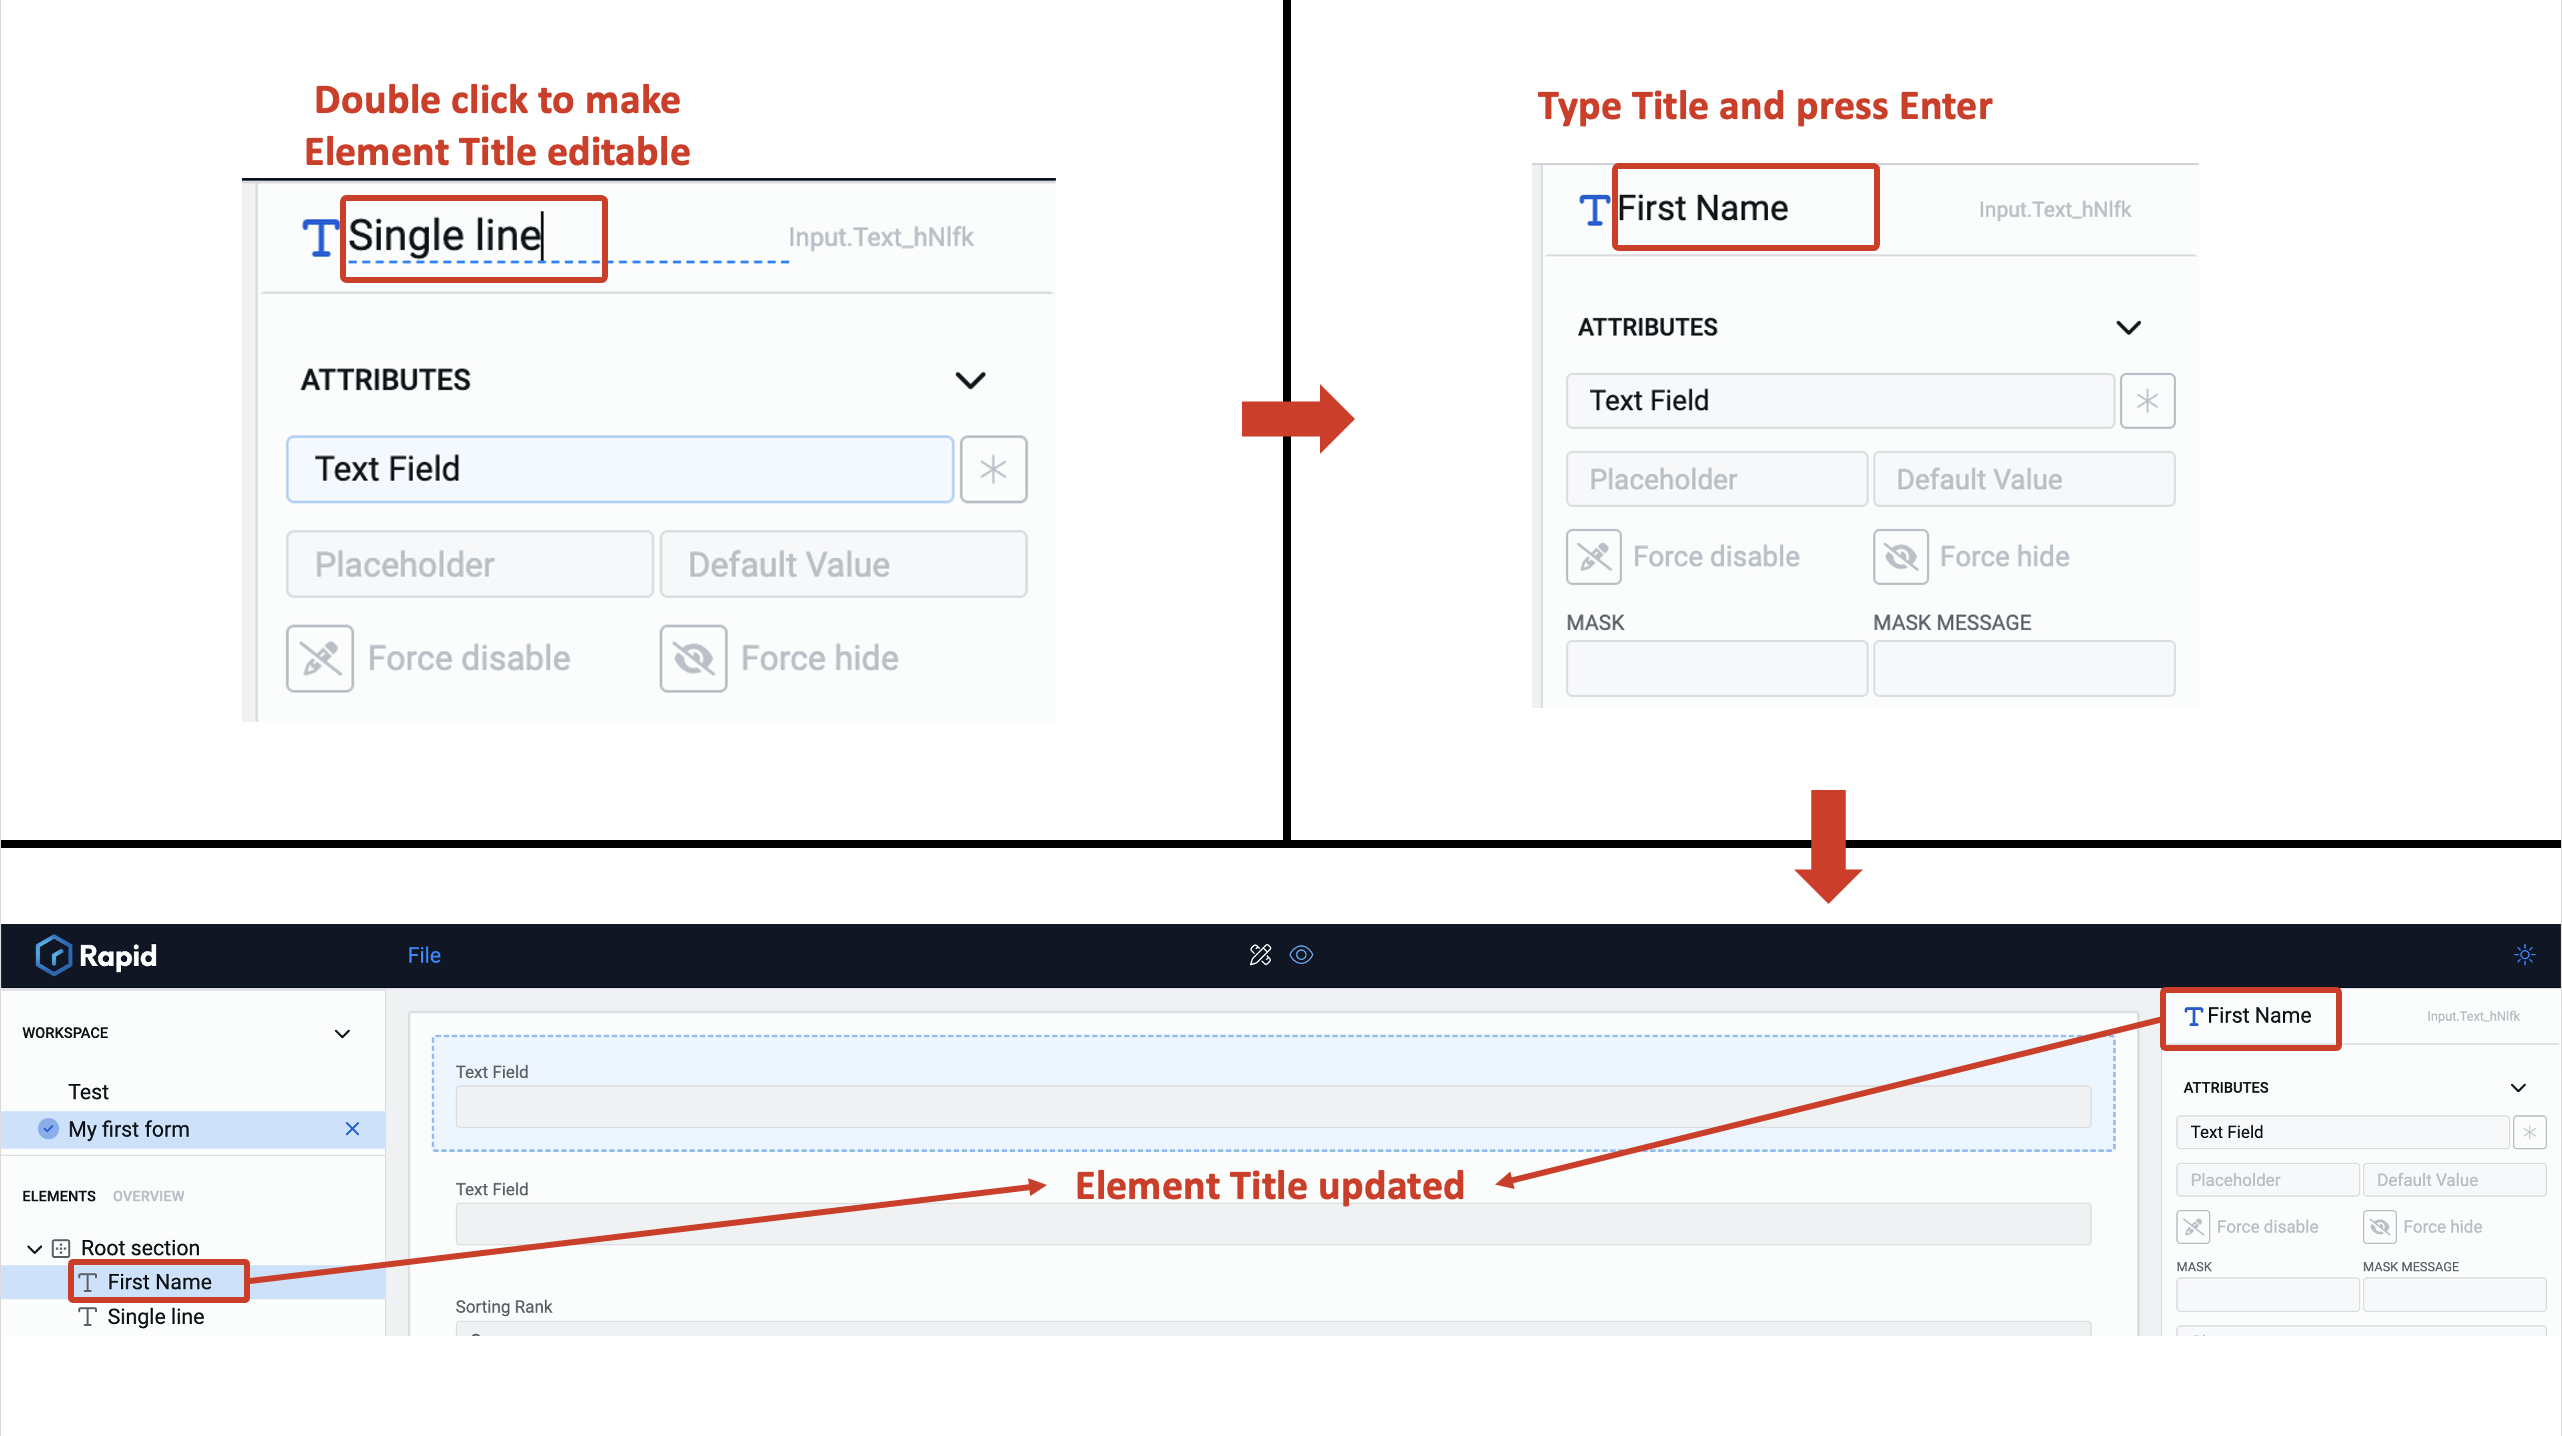 Double click to make
Element Title editable
Single line
Input.Text_hNlfk
ATTRIBUTES
Text Field
Placeholder
Default Value
Force disable
Force hide
Type Title and press Enter
First Name
Input.Text_hNlfk
ATTRIBUTES
Text Field
Placeholder
Default Value
Force disable
Force hide
MASK
MASK MESSAGE
Rapid
File
WORKSPACE
Test
My first form
ELEMENTS OVERVIEW
Root section
First Name
Single line
Text Field
Text Field
Element Title updated
Sorting Rank
First Name
Input.Text_hNlfk
ATTRIBUTES
Text Field
Placeholder
Default Value
Force disable
Force hide
MASK
MASK MESSAGE